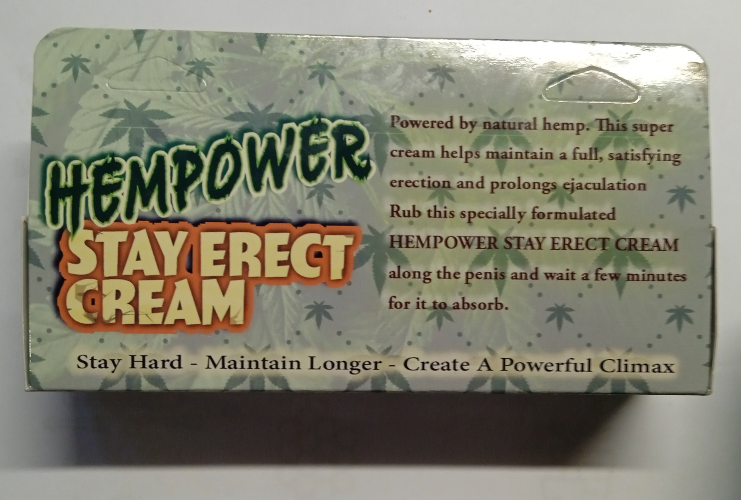 HEMPOWER
STAY ERECT
CREAM
Powered by natural hemp. This super
cream helps maintain a full, satisfying
erection and prolongs ejaculation
Rub this specially formulated
HEMPOWER STAY ERECT CREAM
along the penis and wait a few minutes
for it to absorb.
Stay Hard - Maintain Longer - Create A Powerful Climax